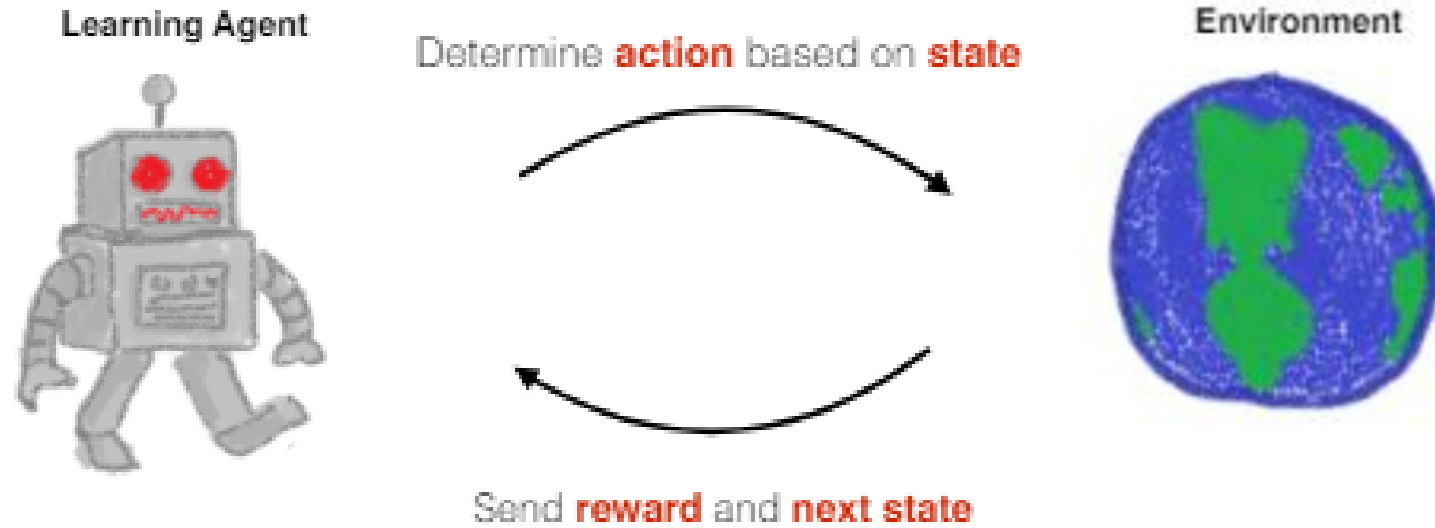 Learning Agent
Environment
Determine action based on state
Send reward and next state